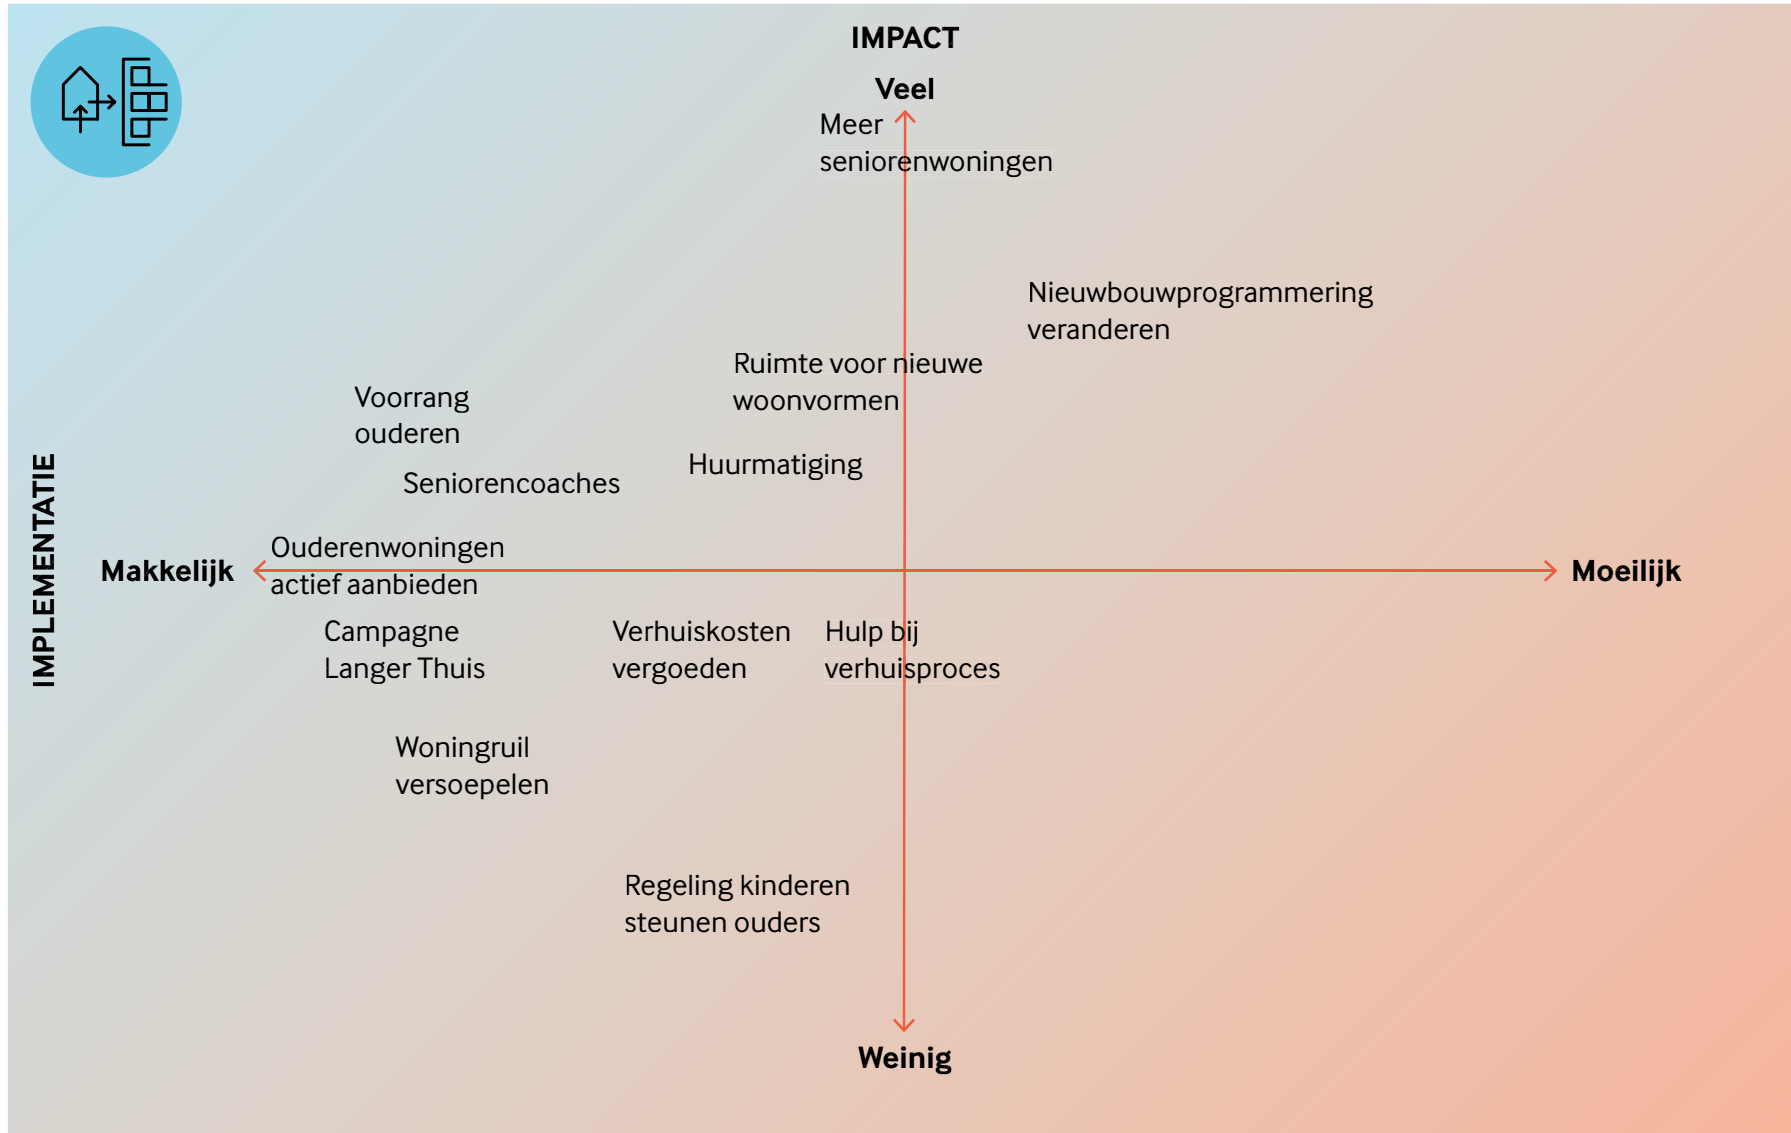 IMPACT
Veel
Meer
seniorenwoningen
Nieuwbouwprogrammering
veranderen
Ruimte voor nieuwe
woonvormen
Voorrang
ouderen
Huurmatiging
Seniorencoaches
IMPLEMENTATIE
Makkelijk
Ouderenwoningen
actief aanbieden
Moeilijk
Campagne
Langer Thuis
Verhuiskosten
vergoeden
Hulp bij
verhuisproces
Woningruil
versoepelen
Regeling kinderen
steunen ouders
Weinig